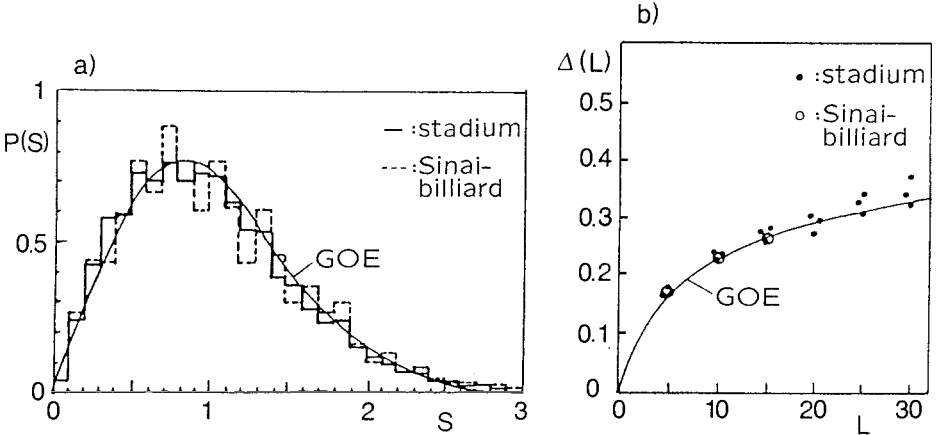 a)
1
P(S)
0.5
0
— :stadium
---- :Sinai-
billiard
GOE
0 1 2 3
S
b)
Δ(L)
0.5
0.4
0.3
0.2
0.1
0
• :stadium
o :Sinai-
billiard
GOE
0 10 20 30
L